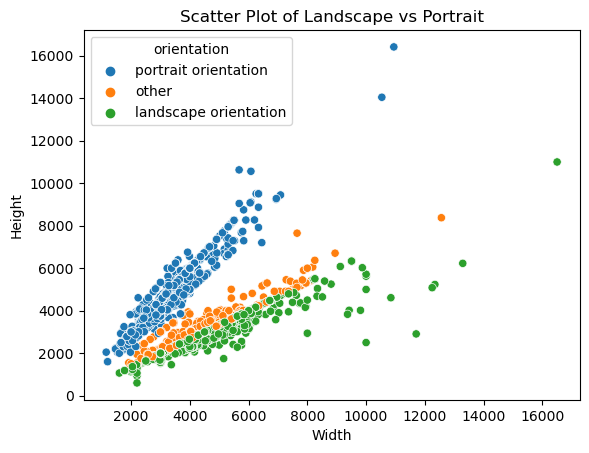 Scatter Plot of Landscape vs Portrait
orientation
portrait orientation
other
landscape orientation
Height
16000
14000
12000
10000
8000
6000
4000
2000
0
2000 4000 6000 8000 10000 12000 14000 16000
Width